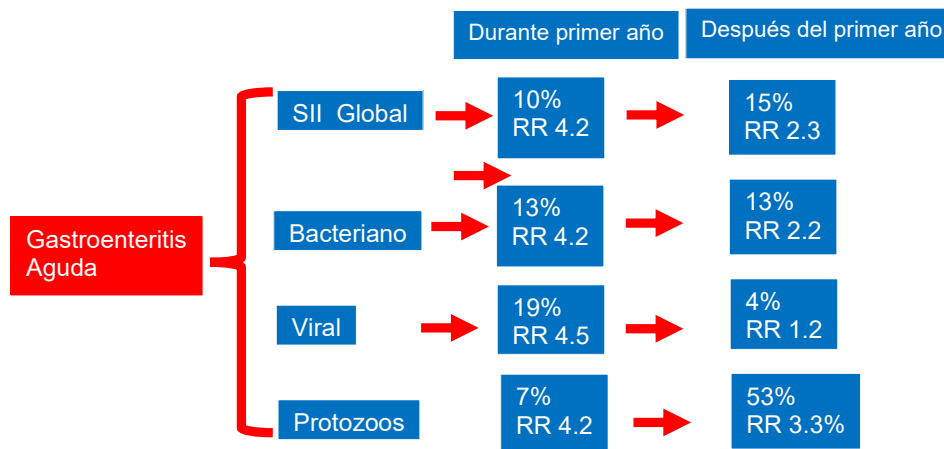 Durante primer año
Después del primer año
SII Global
10%
RR 4.2
15%
RR 2.3
Gastroenteritis
Aguda
Bacteriano
13%
RR 4.2
13%
RR 2.2
Viral
19%
RR 4.5
4%
RR 1.2
Protozoos
7%
RR 4.2
53%
RR 3.3%